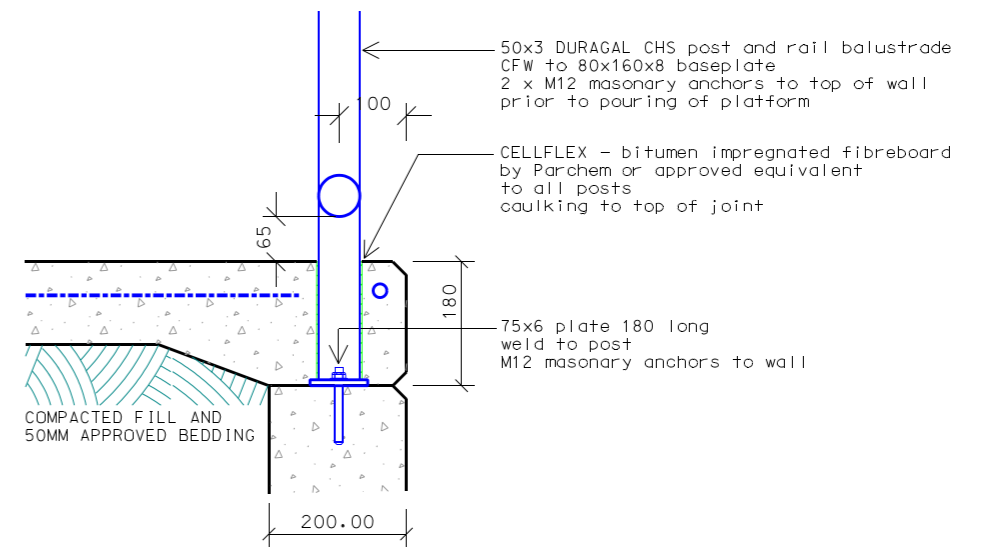 50x3 DURAGAL CHS post and rail balustrade
CFW to 80x160x8 baseplate
2 x M12 masonary anchors to top of wall
prior to pouring of platform
100
CELLFLEX - bitumen impregnated fibreboard
by Parchem or approved equivalent
to all posts
caulking to top of joint
65
180
75x6 plate 180 long
weld to post
M12 masonary anchors to wall
COMPACTED FILL AND
50MM APPROVED BEDDING
200.00